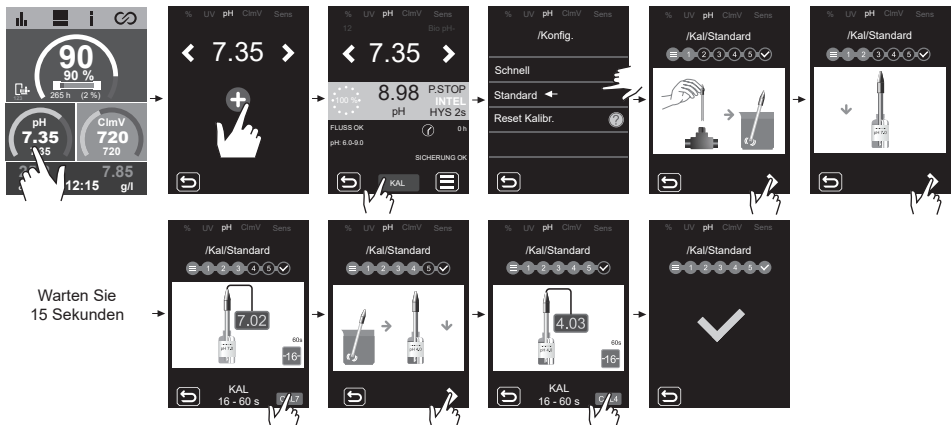 90
90 %
265 h (2 %)
pH
7.35
7.35
ClmV
720
720
7.85
12:15 g/l
% UV pH ClmV Sens
7.35
% UV pH ClmV Sens
12 Bio pH-
7.35
100 %
8.98 P.STOP
pH INTEL
HYS 2s
FLUSS OK 0 h
pH: 6.0-9.0
SICHERUNG OK
KAL
% UV pH ClmV Sens
/Konfig.
Schnell
Standard
Reset Kalibr. ?
% UV pH ClmV Sens
/Kal/Standard
1 2 3 4 5
% UV pH ClmV Sens
/Kal/Standard
1 2 3 4 5
Warten Sie
15 Sekunden
% UV pH ClmV Sens
/Kal/Standard
1 2 3 4 5
7.02
pH 7,0
60s
-16-
KAL
16 - 60 s
% UV pH ClmV Sens
/Kal/Standard
1 2 3 4 5
% UV pH ClmV Sens
/Kal/Standard
1 2 3 4 5
4.03
60s
-16-
KAL
16 - 60 s
% UV pH ClmV Sens
/Kal/Standard
1 2 3 4 5